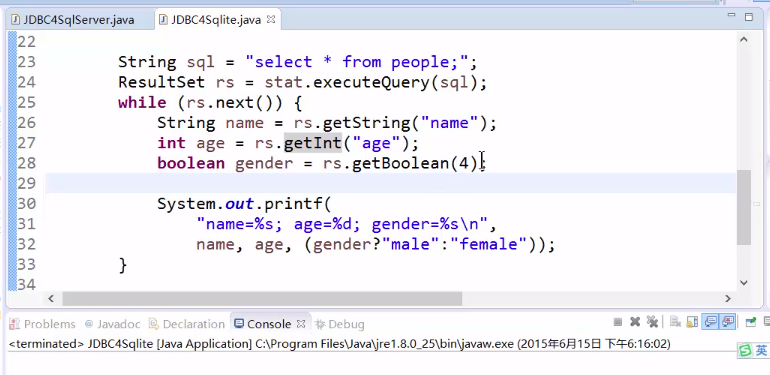 JDBC4SqlServer.java JDBC4Sqlite.java
22
23 String sql = "select * from people;";
24 ResultSet rs = stat.executeQuery(sql);
25 while (rs.next()) {
26 String name = rs.getString("name");
27 int age = rs.getInt("age");
28 boolean gender = rs.getBoolean(4);
29
30 System.out.printf(
31 "name=%s; age=%d; gender=%s\n",
32 name, age, (gender?"male":"female"));
33 }
34
Problems @ Javadoc Declaration Console Debug
<terminated> JDBC4Sqlite [Java Application] C:\Program Files\Java\jre1.8.0_25\bin\javaw.exe (2015年6月15日 下午6:16:02)
S 英